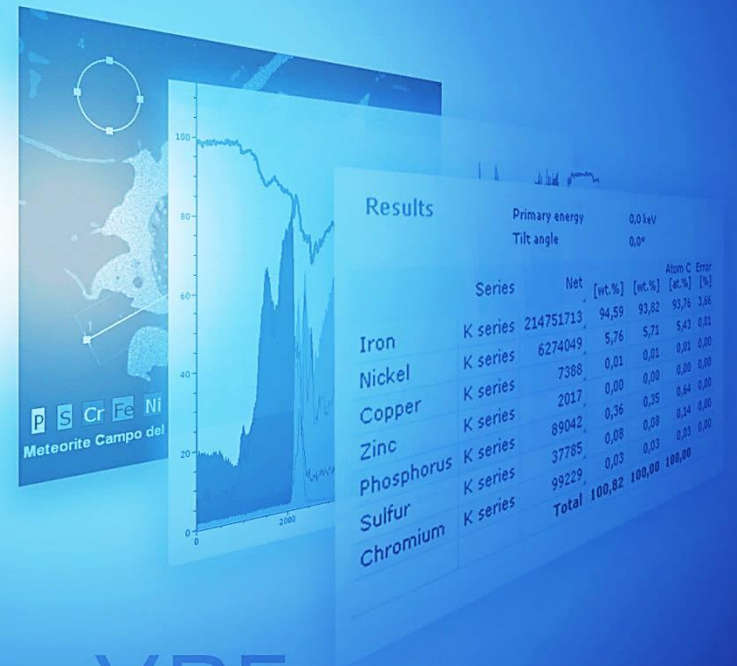 4
1
P S Cr Fe Ni
Meteorite Campo del
100
80
60
40
20
0
0 2000
Results
Primary energy 0,0 keV
Tilt angle 0,0°
Series Net [wt.%] [wt.%] Atom C [at.%] Error [%]
Iron K series 214751713 94,59 93,82 93,76 3,66
Nickel K series 6274049 5,76 5,71 5,43 0,01
Copper K series 7388 0,01 0,01 0,01 0,00
Zinc K series 2017 0,00 0,00 0,00 0,00
Phosphorus K series 89042 0,36 0,35 0,64 0,00
Sulfur K series 37785 0,08 0,08 0,14 0,00
Chromium K series 99229 0,03 0,03 0,03 0,00
Total 100,82 100,00 100,00